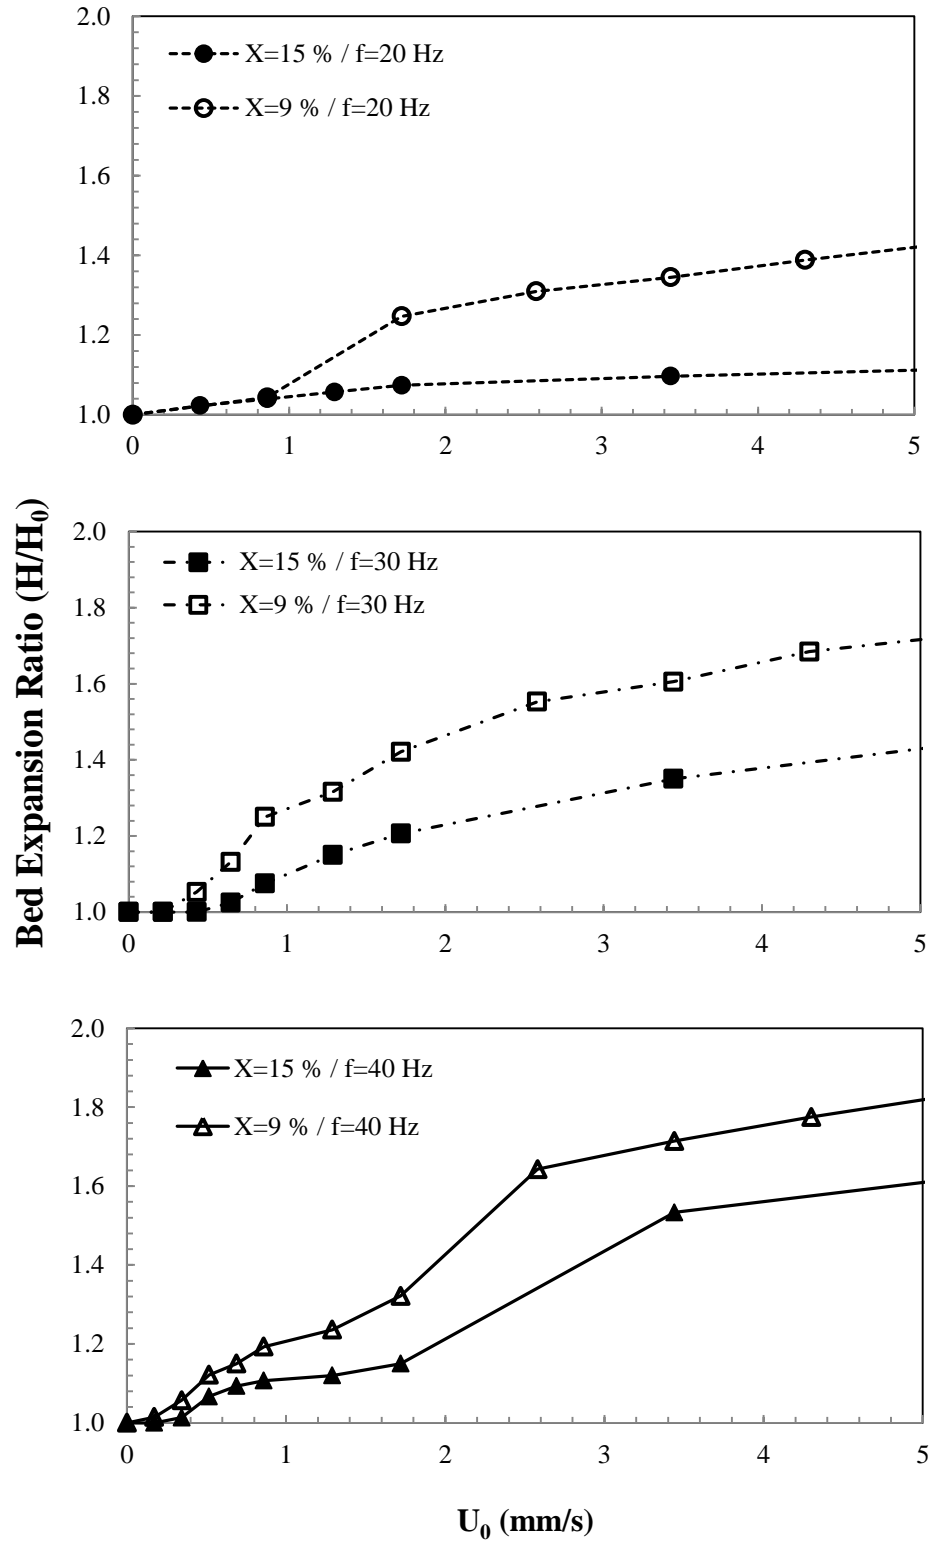 2.0
X=15 % / f=20 Hz
1.8
X=9 % / f=20 Hz
1.6
1.4
1.2
1.0
0 1 2 3 4 5
Bed Expansion Ratio (H/H₀)
2.0
X=15 % / f=30 Hz
1.8
X=9 % / f=30 Hz
1.6
1.4
1.2
1.0
0 1 2 3 4 5
2.0
X=15 % / f=40 Hz
1.8
X=9 % / f=40 Hz
1.6
1.4
1.2
1.0
0 1 2 3 4 5
U₀ (mm/s)